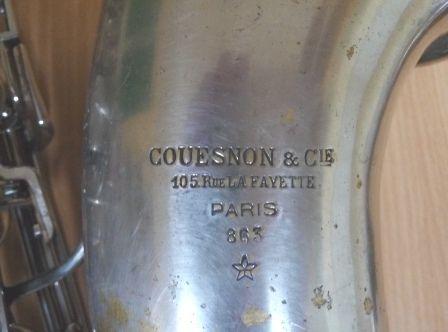 COUESNON & CIE
105. RUE LA FAYETTE
PARIS
863